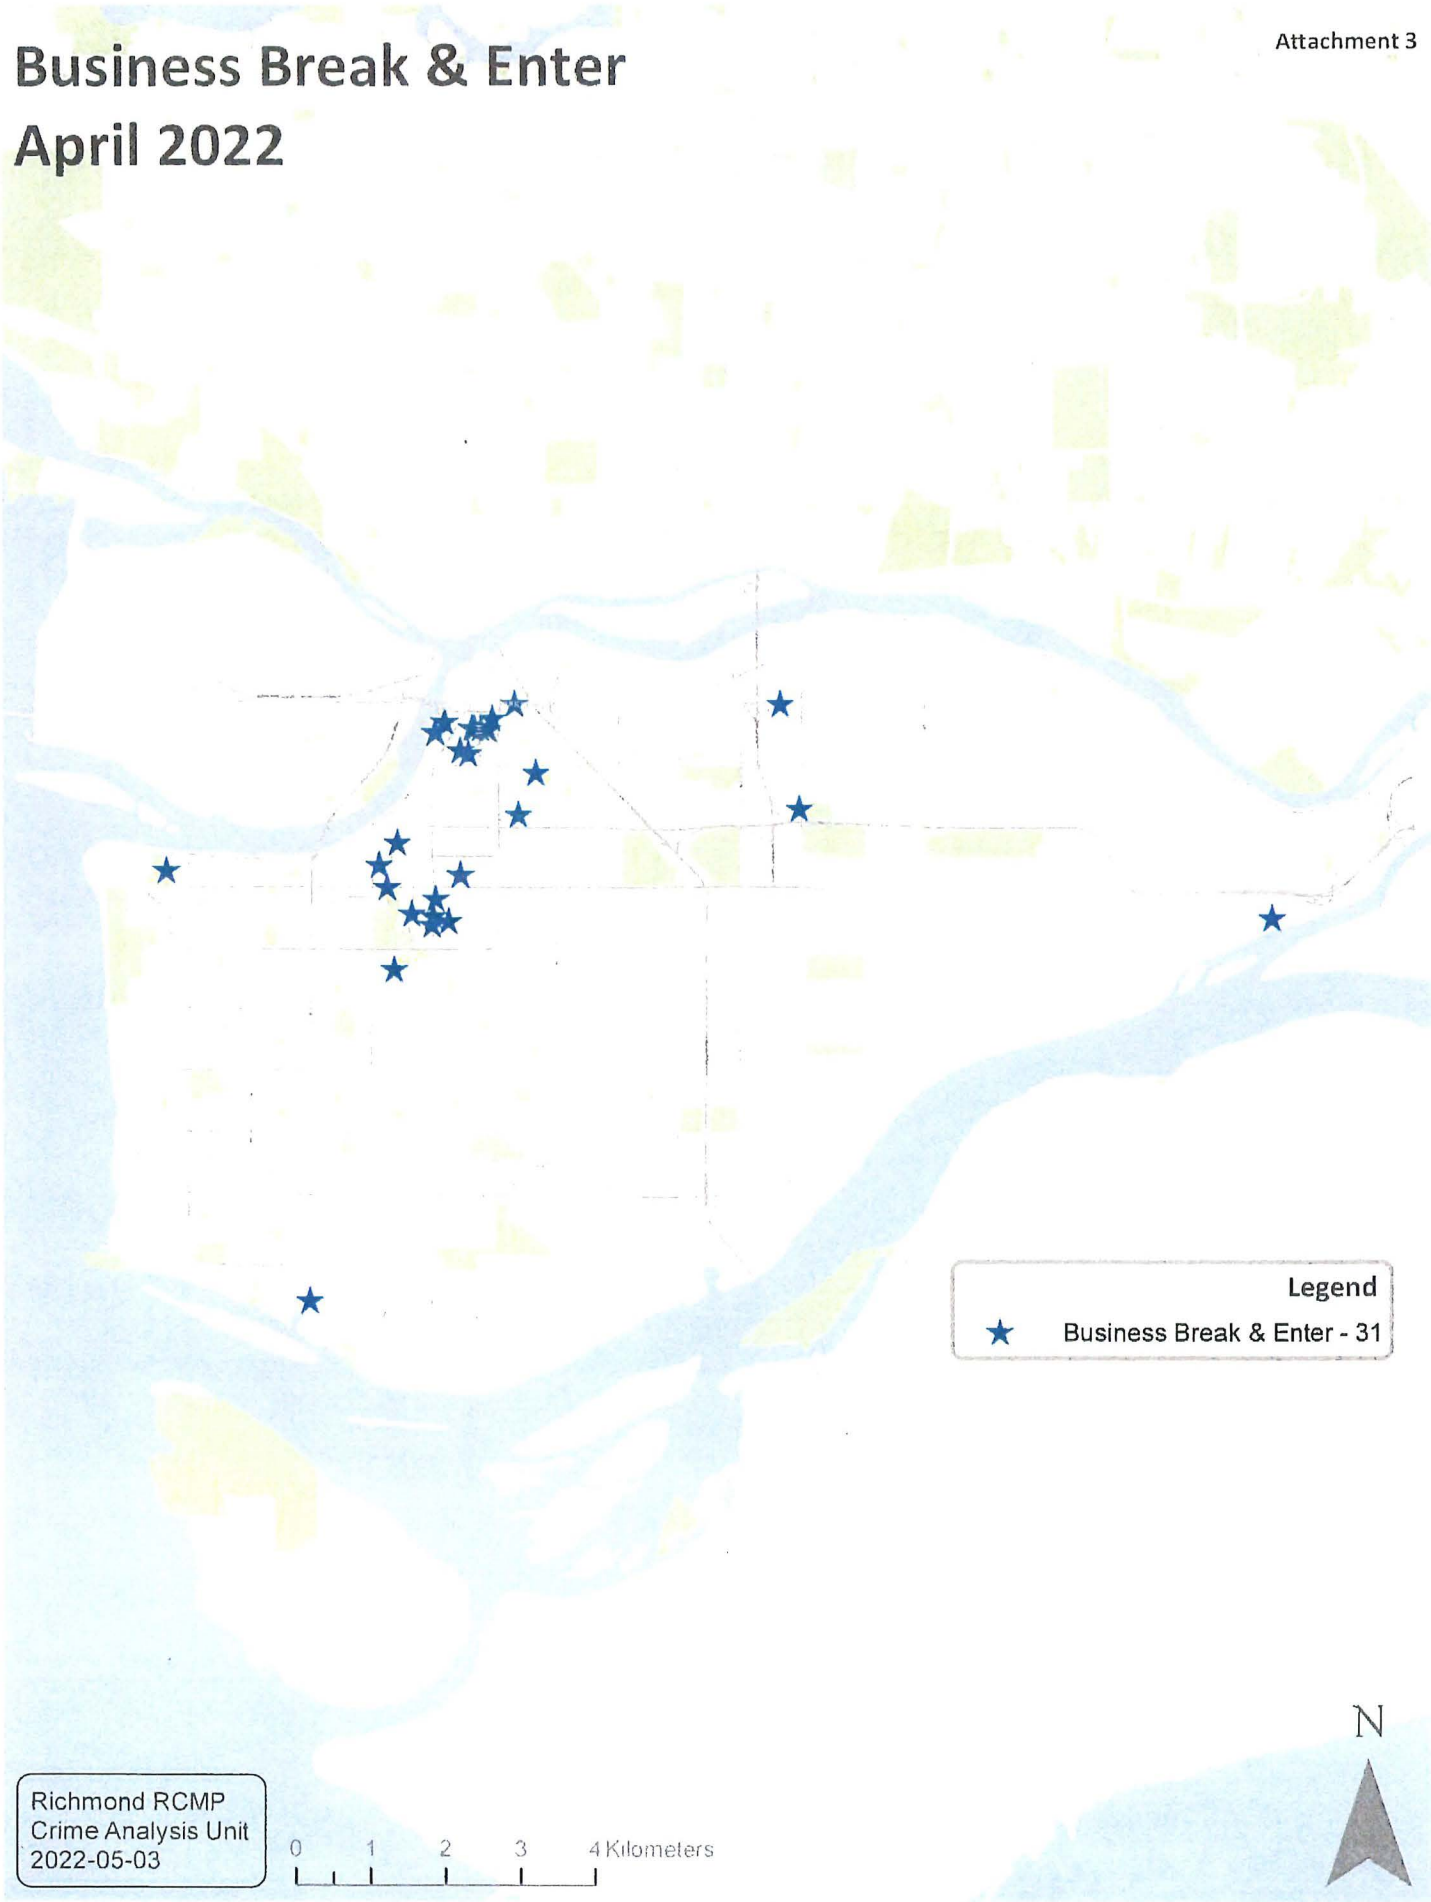 Attachment 3
Business Break & Enter
April 2022
Legend
Business Break & Enter - 31
N
Richmond RCMP
Crime Analysis Unit
2022-05-03
0 1 2 3 4 Kilometers